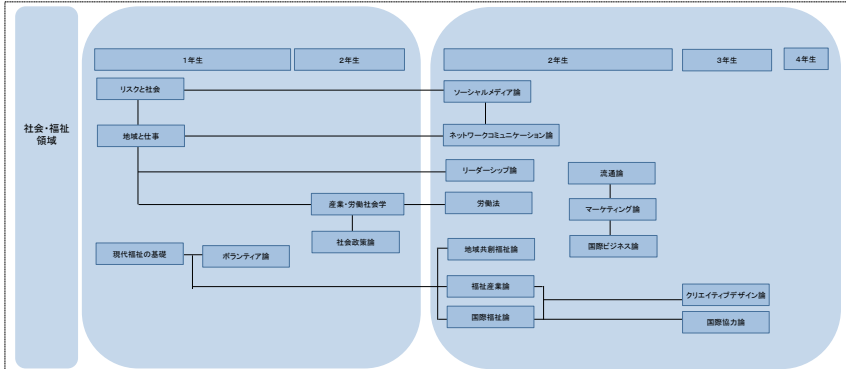 社会・福祉
領域
1年生
2年生
2年生
3年生
4年生
リスクと社会
ソーシャルメディア論
地域と仕事
ネットワークコミュニケーション論
リーダーシップ論
流通論
産業・労働社会学
労働法
マーケティング論
社会政策論
地域共創福祉論
国際ビジネス論
現代福祉の基礎
ボランティア論
福祉産業論
クリエイティブデザイン論
国際福祉論
国際協力論